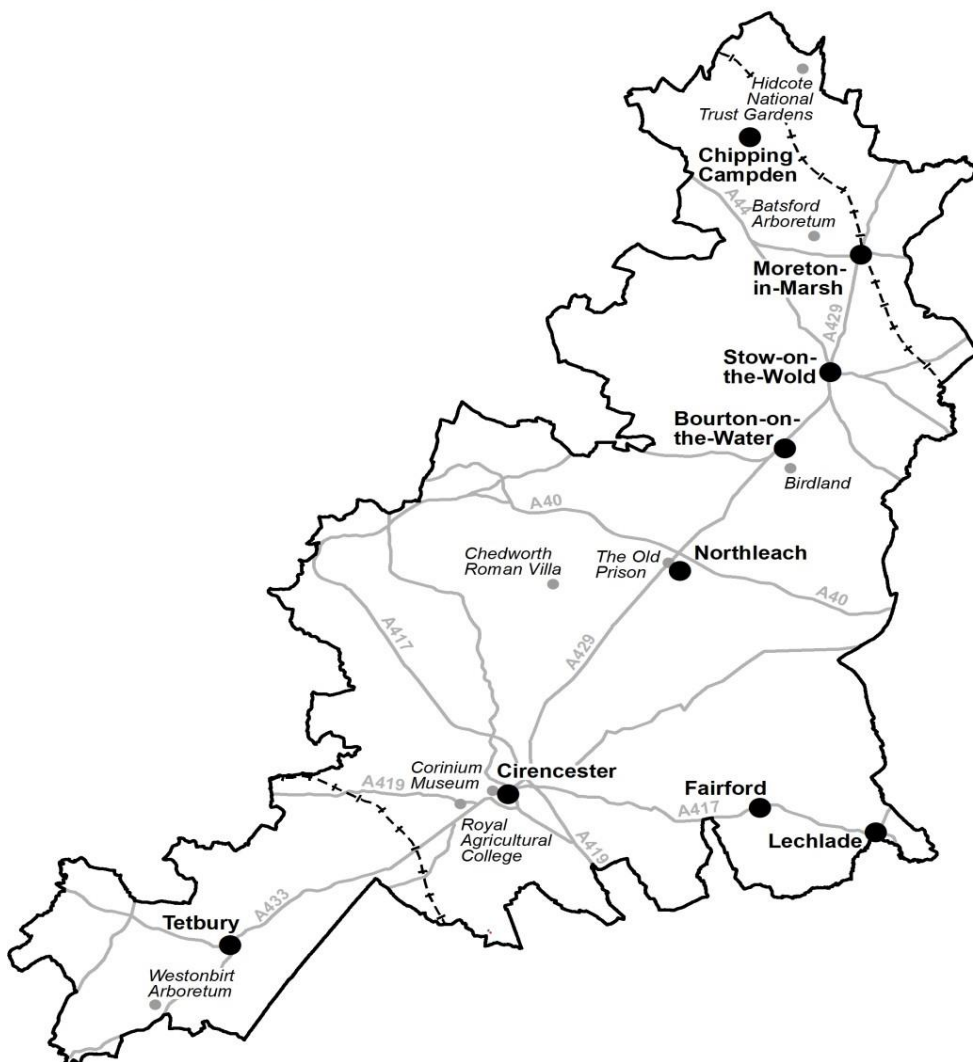 Hidcote
National
Trust Gardens
Chipping
Campden
A44
Batsford
Arboretum
Moreton-
in-Marsh
A429
Stow-on-
the-Wold
Bourton-on-
the-Water
Birdland
A40
Chedworth
Roman Villa
The Old
Prison
Northleach
A40
A417
A429
Corinium
Museum
Cirencester
A419
Fairford
A417
Royal
Agricultural
College
A419
Lechlade
A433
Tetbury
Westonbirt
Arboretum